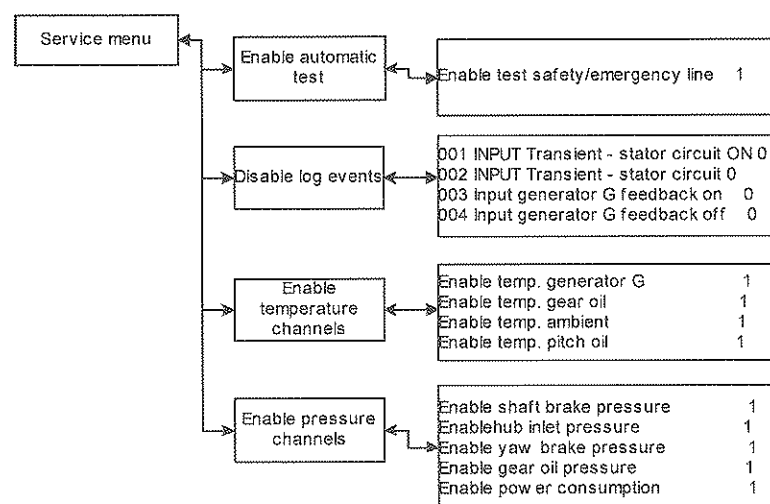 Service menu
Enable automatic
test
Enable test safety/emergency line 1
Disable log events
001 INPUT Transient - stator circuit ON 0
002 INPUT Transient - stator circuit 0
003 Input generator G feedback on 0
004 Input generator G feedback off 0
Enable
temperature
channels
Enable temp. generator G 1
Enable temp. gear oil 1
Enable temp. ambient 1
Enable temp. pitch oil 1
Enable pressure
channels
Enable shaft brake pressure 1
Enablehub inlet pressure 1
Enable yaw brake pressure 1
Enable gear oil pressure 1
Enable power consumption 1